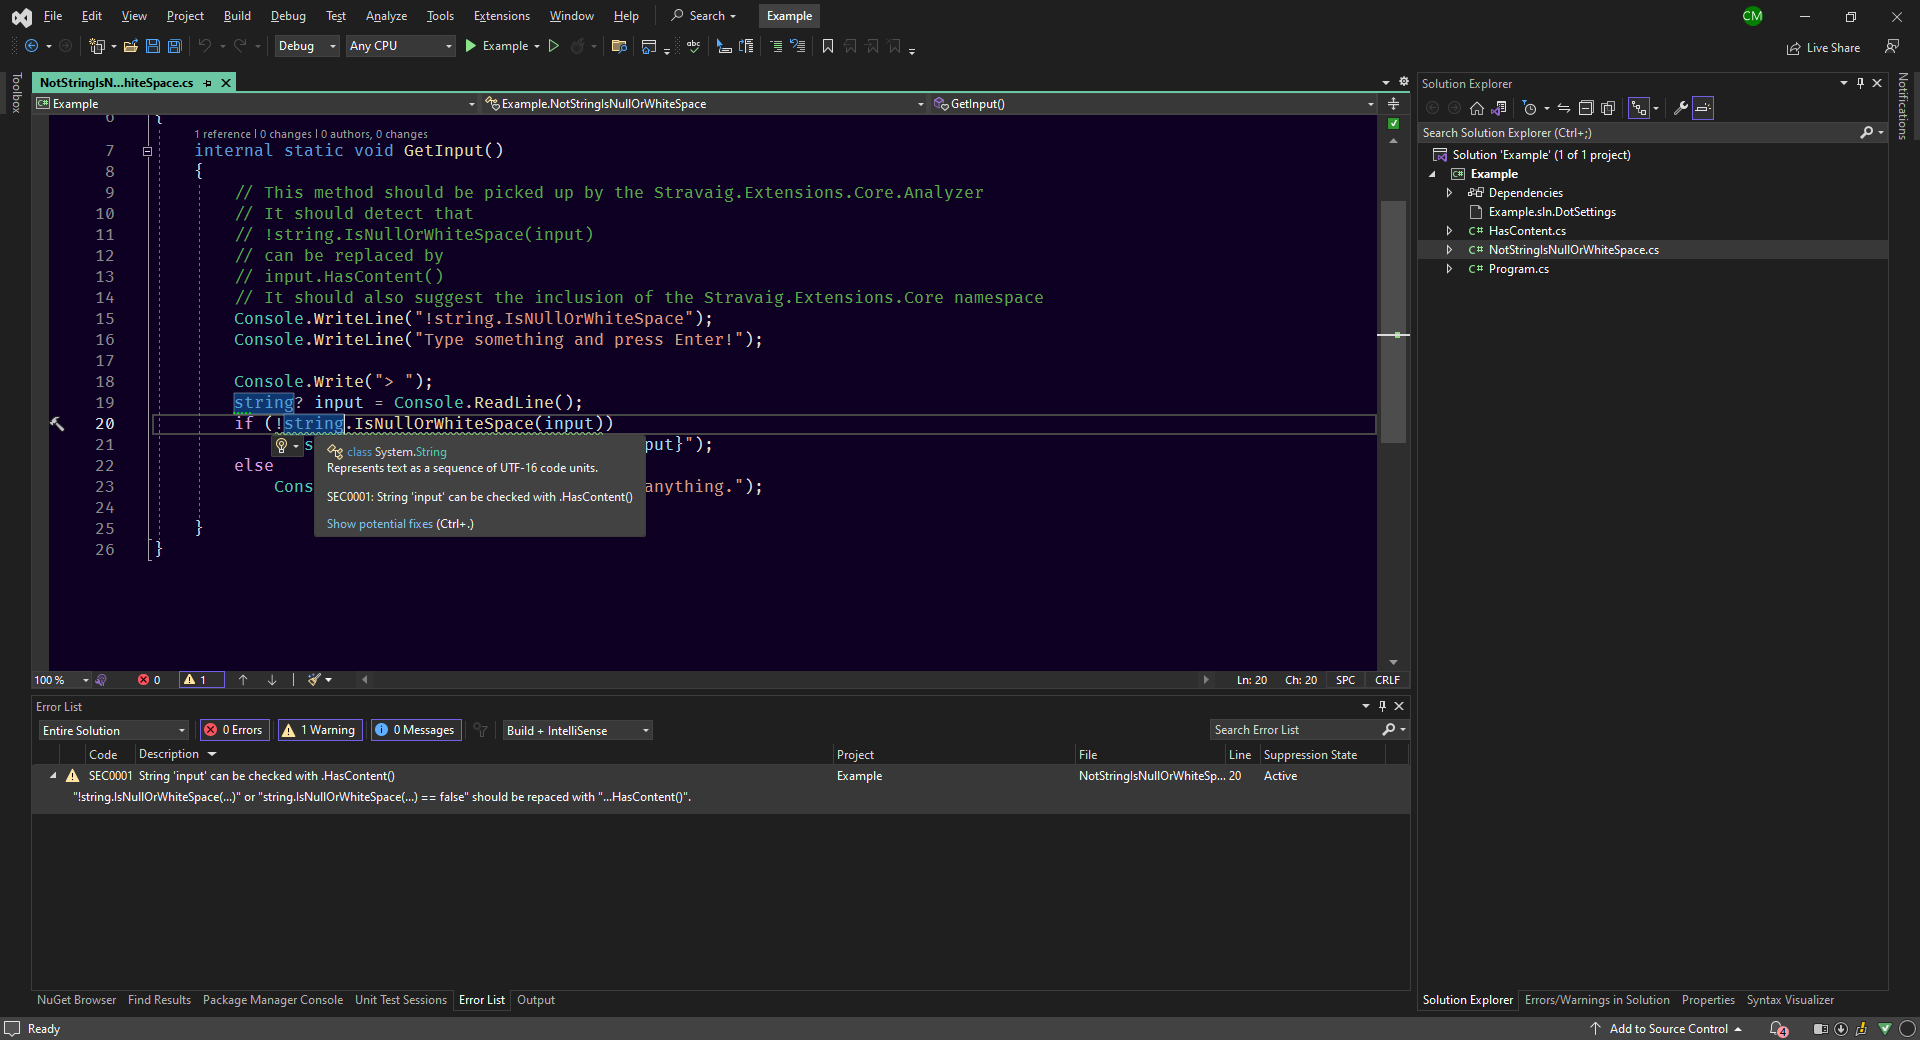 File Edit View Project Build Debug Test Analyze Tools Extensions Window Help Search Example CM
Debug Any CPU Example Live Share
Toolbox
NotStringIsN...hiteSpace.cs
Example Example.NotStringIsNullOrWhiteSpace GetInput()
6 {
1 reference | 0 changes | 0 authors, 0 changes
7 internal static void GetInput()
8 {
9 // This method should be picked up by the Stravaig.Extensions.Core.Analyzer
10 // It should detect that
11 // !string.IsNullOrWhiteSpace(input)
12 // can be replaced by
13 // input.HasContent()
14 // It should also suggest the inclusion of the Stravaig.Extensions.Core namespace
15 Console.WriteLine("!string.IsNUllOrWhiteSpace");
16 Console.WriteLine("Type something and press Enter!");
17
18 Console.Write("> ");
19 string? input = Console.ReadLine();
20 if (!string.IsNullOrWhiteSpace(input))
21 s put}");
22 else
23 Cons anything.");
24
25 }
26 }
class System.String
Represents text as a sequence of UTF-16 code units.
SEC0001: String 'input' can be checked with .HasContent()
Show potential fixes (Ctrl+.)
100 % 0 1 Ln: 20 Ch: 20 SPC CRLF
Error List
Entire Solution 0 Errors 1 Warning 0 Messages Build + IntelliSense Search Error List
Code Description Project File Line Suppression State
SEC0001 String 'input' can be checked with .HasContent() Example NotStringIsNullOrWhiteSp... 20 Active
"!string.IsNullOrWhiteSpace(...)" or "string.IsNullOrWhiteSpace(...) == false" should be repaced with "...HasContent()".
NuGet Browser Find Results Package Manager Console Unit Test Sessions Error List Output
Solution Explorer
Search Solution Explorer (Ctrl+;)
Solution 'Example' (1 of 1 project)
C# Example
Dependencies
Example.sln.DotSettings
C# HasContent.cs
C# NotStringIsNullOrWhiteSpace.cs
C# Program.cs
Solution Explorer Errors/Warnings in Solution Properties Syntax Visualizer
Notifications
Ready Add to Source Control 4